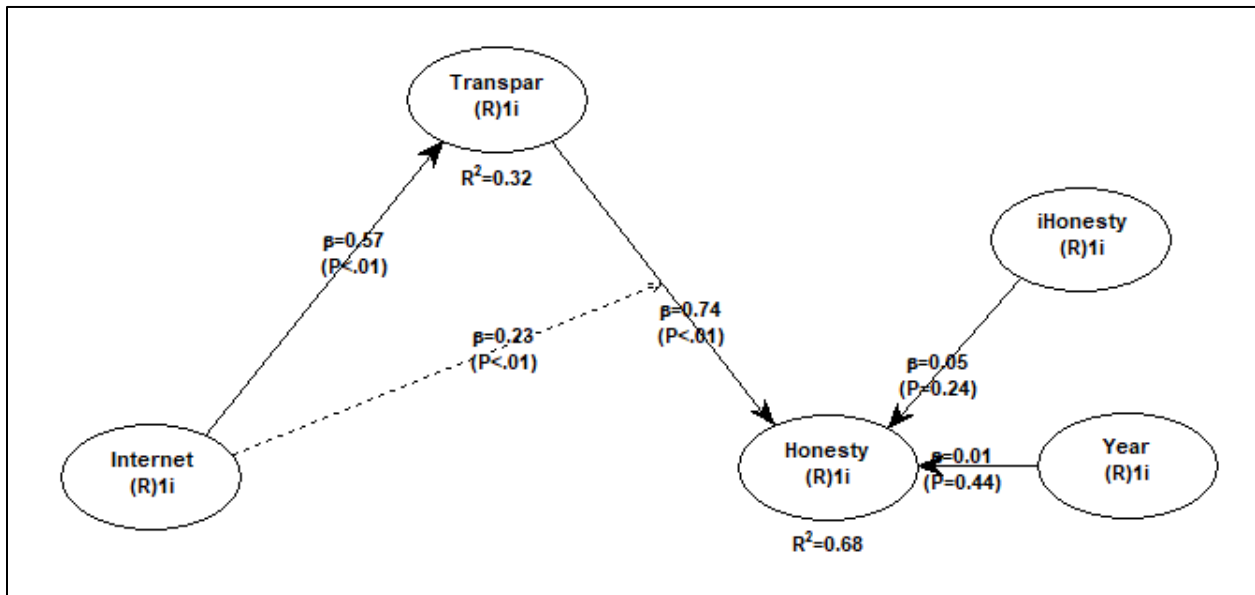 Transpar
(R)1i
R²=0.32
β=0.57
(P<.01)
iHonesty
(R)1i
β=0.74
(P<.01)
β=0.23
(P<.01)
β=0.05
(P=0.24)
Internet
(R)1i
Honesty
(R)1i
β=0.01
(P=0.44)
Year
(R)1i
R²=0.68